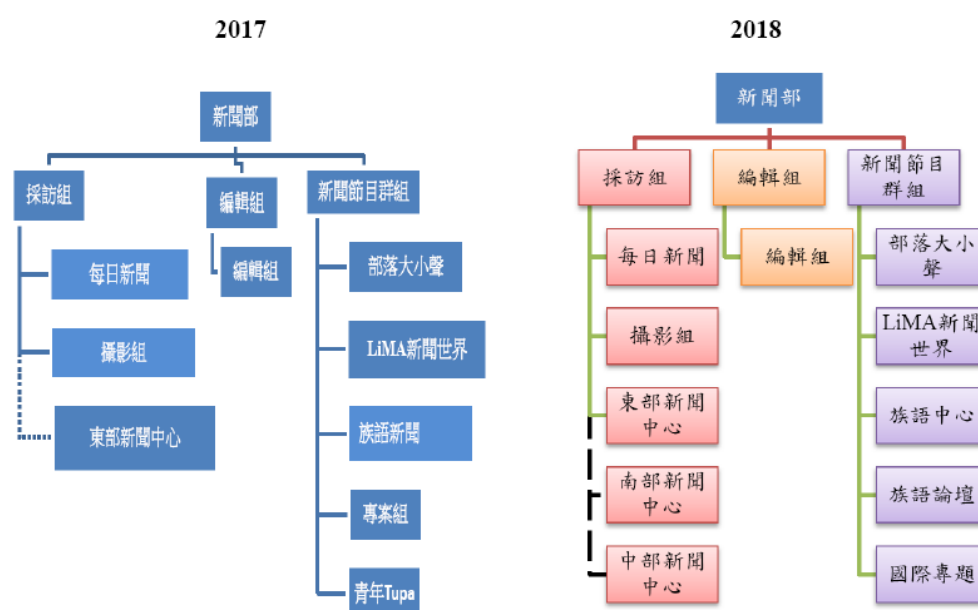 2017
新聞部
採訪組
編輯組
新聞節目群組
每日新聞
編輯組
部落大小聲
攝影組
LiMA新聞世界
東部新聞中心
族語新聞
專案組
青年Tupa
2018
新聞部
採訪組
編輯組
新聞節目
群組
每日新聞
編輯組
部落大小
聲
攝影組
LiMA新聞
世界
東部新聞
中心
族語中心
南部新聞
中心
族語論壇
中部新聞
中心
國際專題